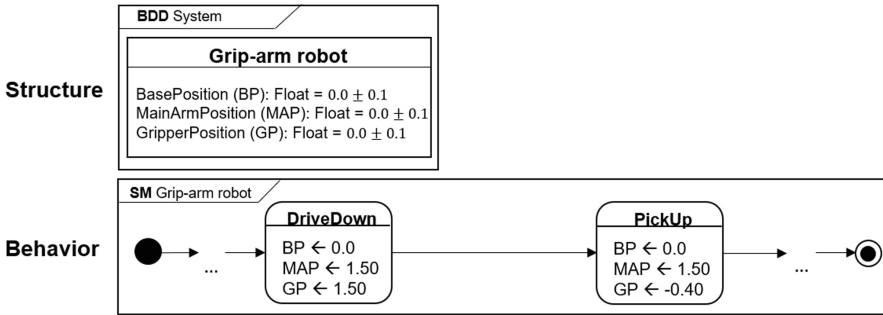 BDD System
Grip-arm robot
Structure
BasePosition (BP): Float = 0.0 ± 0.1
MainArmPosition (MAP): Float = 0.0 ± 0.1
GripperPosition (GP): Float = 0.0 ± 0.1
SM Grip-arm robot
Behavior
...
DriveDown
BP ← 0.0
MAP ← 1.50
GP ← 1.50
PickUp
BP ← 0.0
MAP ← 1.50
GP ← -0.40
...